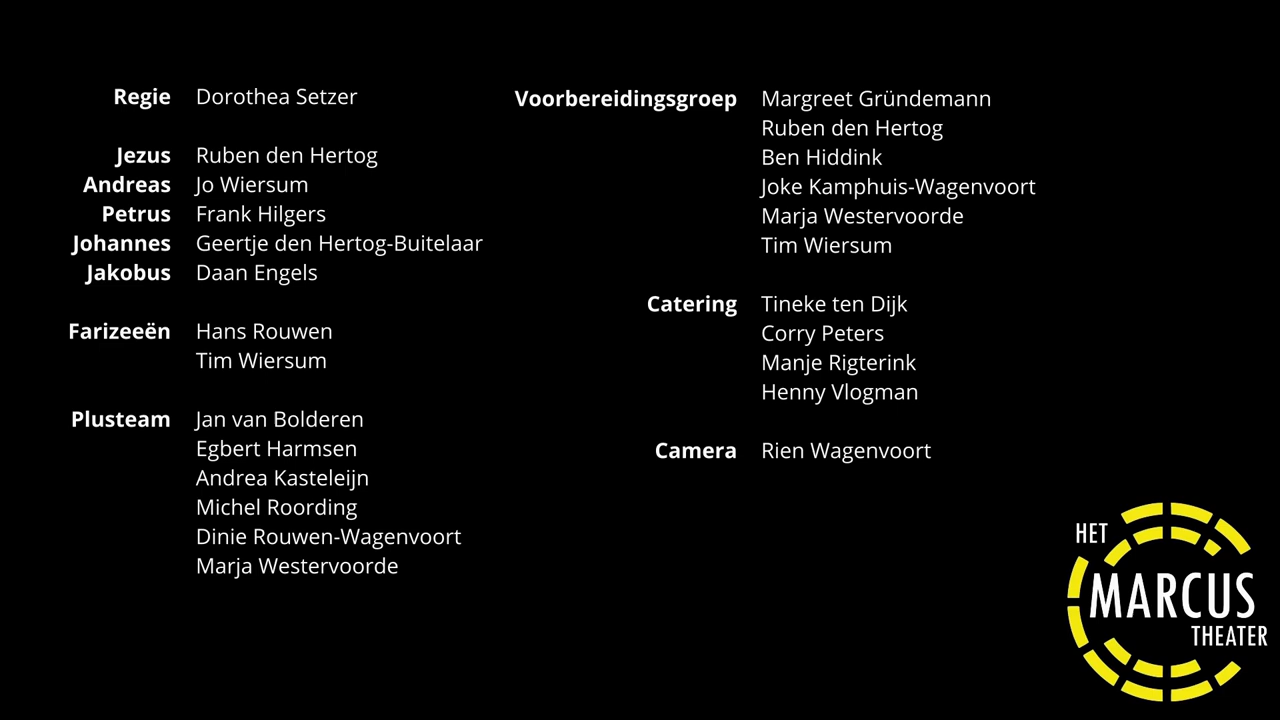 Regie Dorothea Setzer
Jezus Ruben den Hertog
Andreas Jo Wiersum
Petrus Frank Hilgers
Johannes Geertje den Hertog-Buitelaar
Jakobus Daan Engels
Farizeeën Hans Rouwen
Tim Wiersum
Plusteam Jan van Bolderen
Egbert Harmsen
Andrea Kasteleijn
Michel Roording
Dinie Rouwen-Wagenvoort
Marja Westervoorde
Voorbereidingsgroep Margreet Gründemann
Ruben den Hertog
Ben Hiddink
Joke Kamphuis-Wagenvoort
Marja Westervoorde
Tim Wiersum
Catering Tineke ten Dijk
Corry Peters
Manje Rigterink
Henny Vlogman
Camera Rien Wagenvoort
HET
MARCUS
THEATER